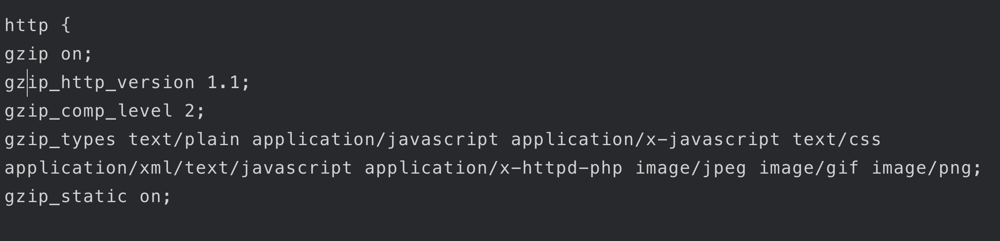 http {
gzip on;
gzip_http_version 1.1;
gzip_comp_level 2;
gzip_types text/plain application/javascript application/x-javascript text/css
application/xml/text/javascript application/x-httpd-php image/jpeg image/gif image/png;
gzip_static on;